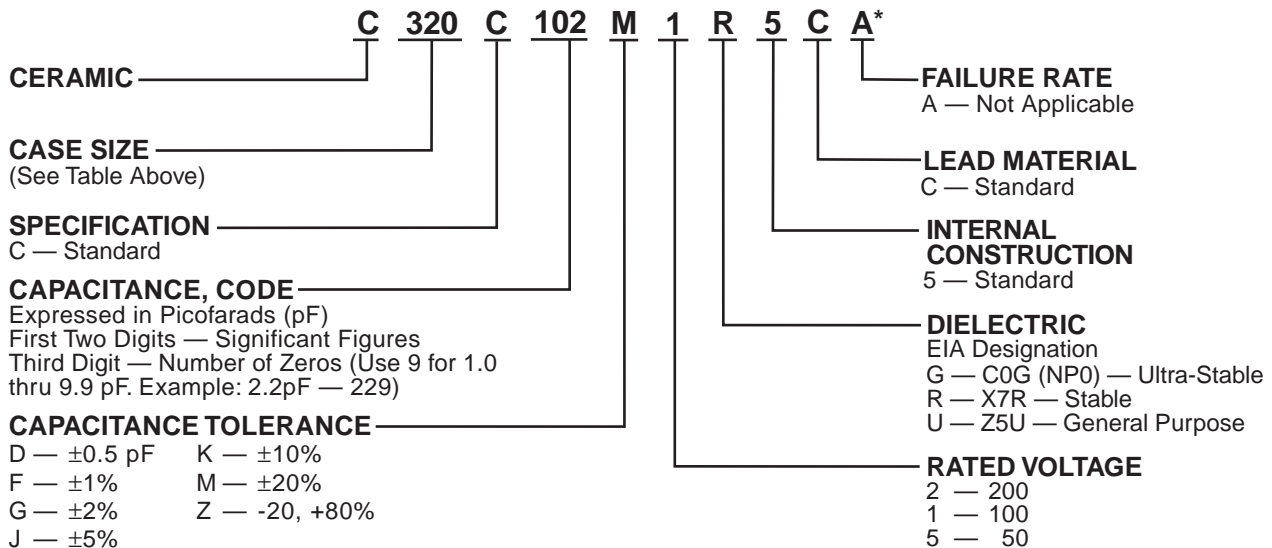 C 320 C 102 M 1 R 5 C A*
CERAMIC
CASE SIZE
(See Table Above)
SPECIFICATION
C — Standard
CAPACITANCE, CODE
Expressed in Picofarads (pF)
First Two Digits — Significant Figures
Third Digit — Number of Zeros (Use 9 for 1.0
thru 9.9 pF. Example: 2.2pF — 229)
CAPACITANCE TOLERANCE
D — ±0.5 pF K — ±10%
F — ±1% M — ±20%
G — ±2% Z — -20, +80%
J — ±5%
FAILURE RATE
A — Not Applicable
LEAD MATERIAL
C — Standard
INTERNAL
CONSTRUCTION
5 — Standard
DIELECTRIC
EIA Designation
G — C0G (NP0) — Ultra-Stable
R — X7R — Stable
U — Z5U — General Purpose
RATED VOLTAGE
2 — 200
1 — 100
5 — 50